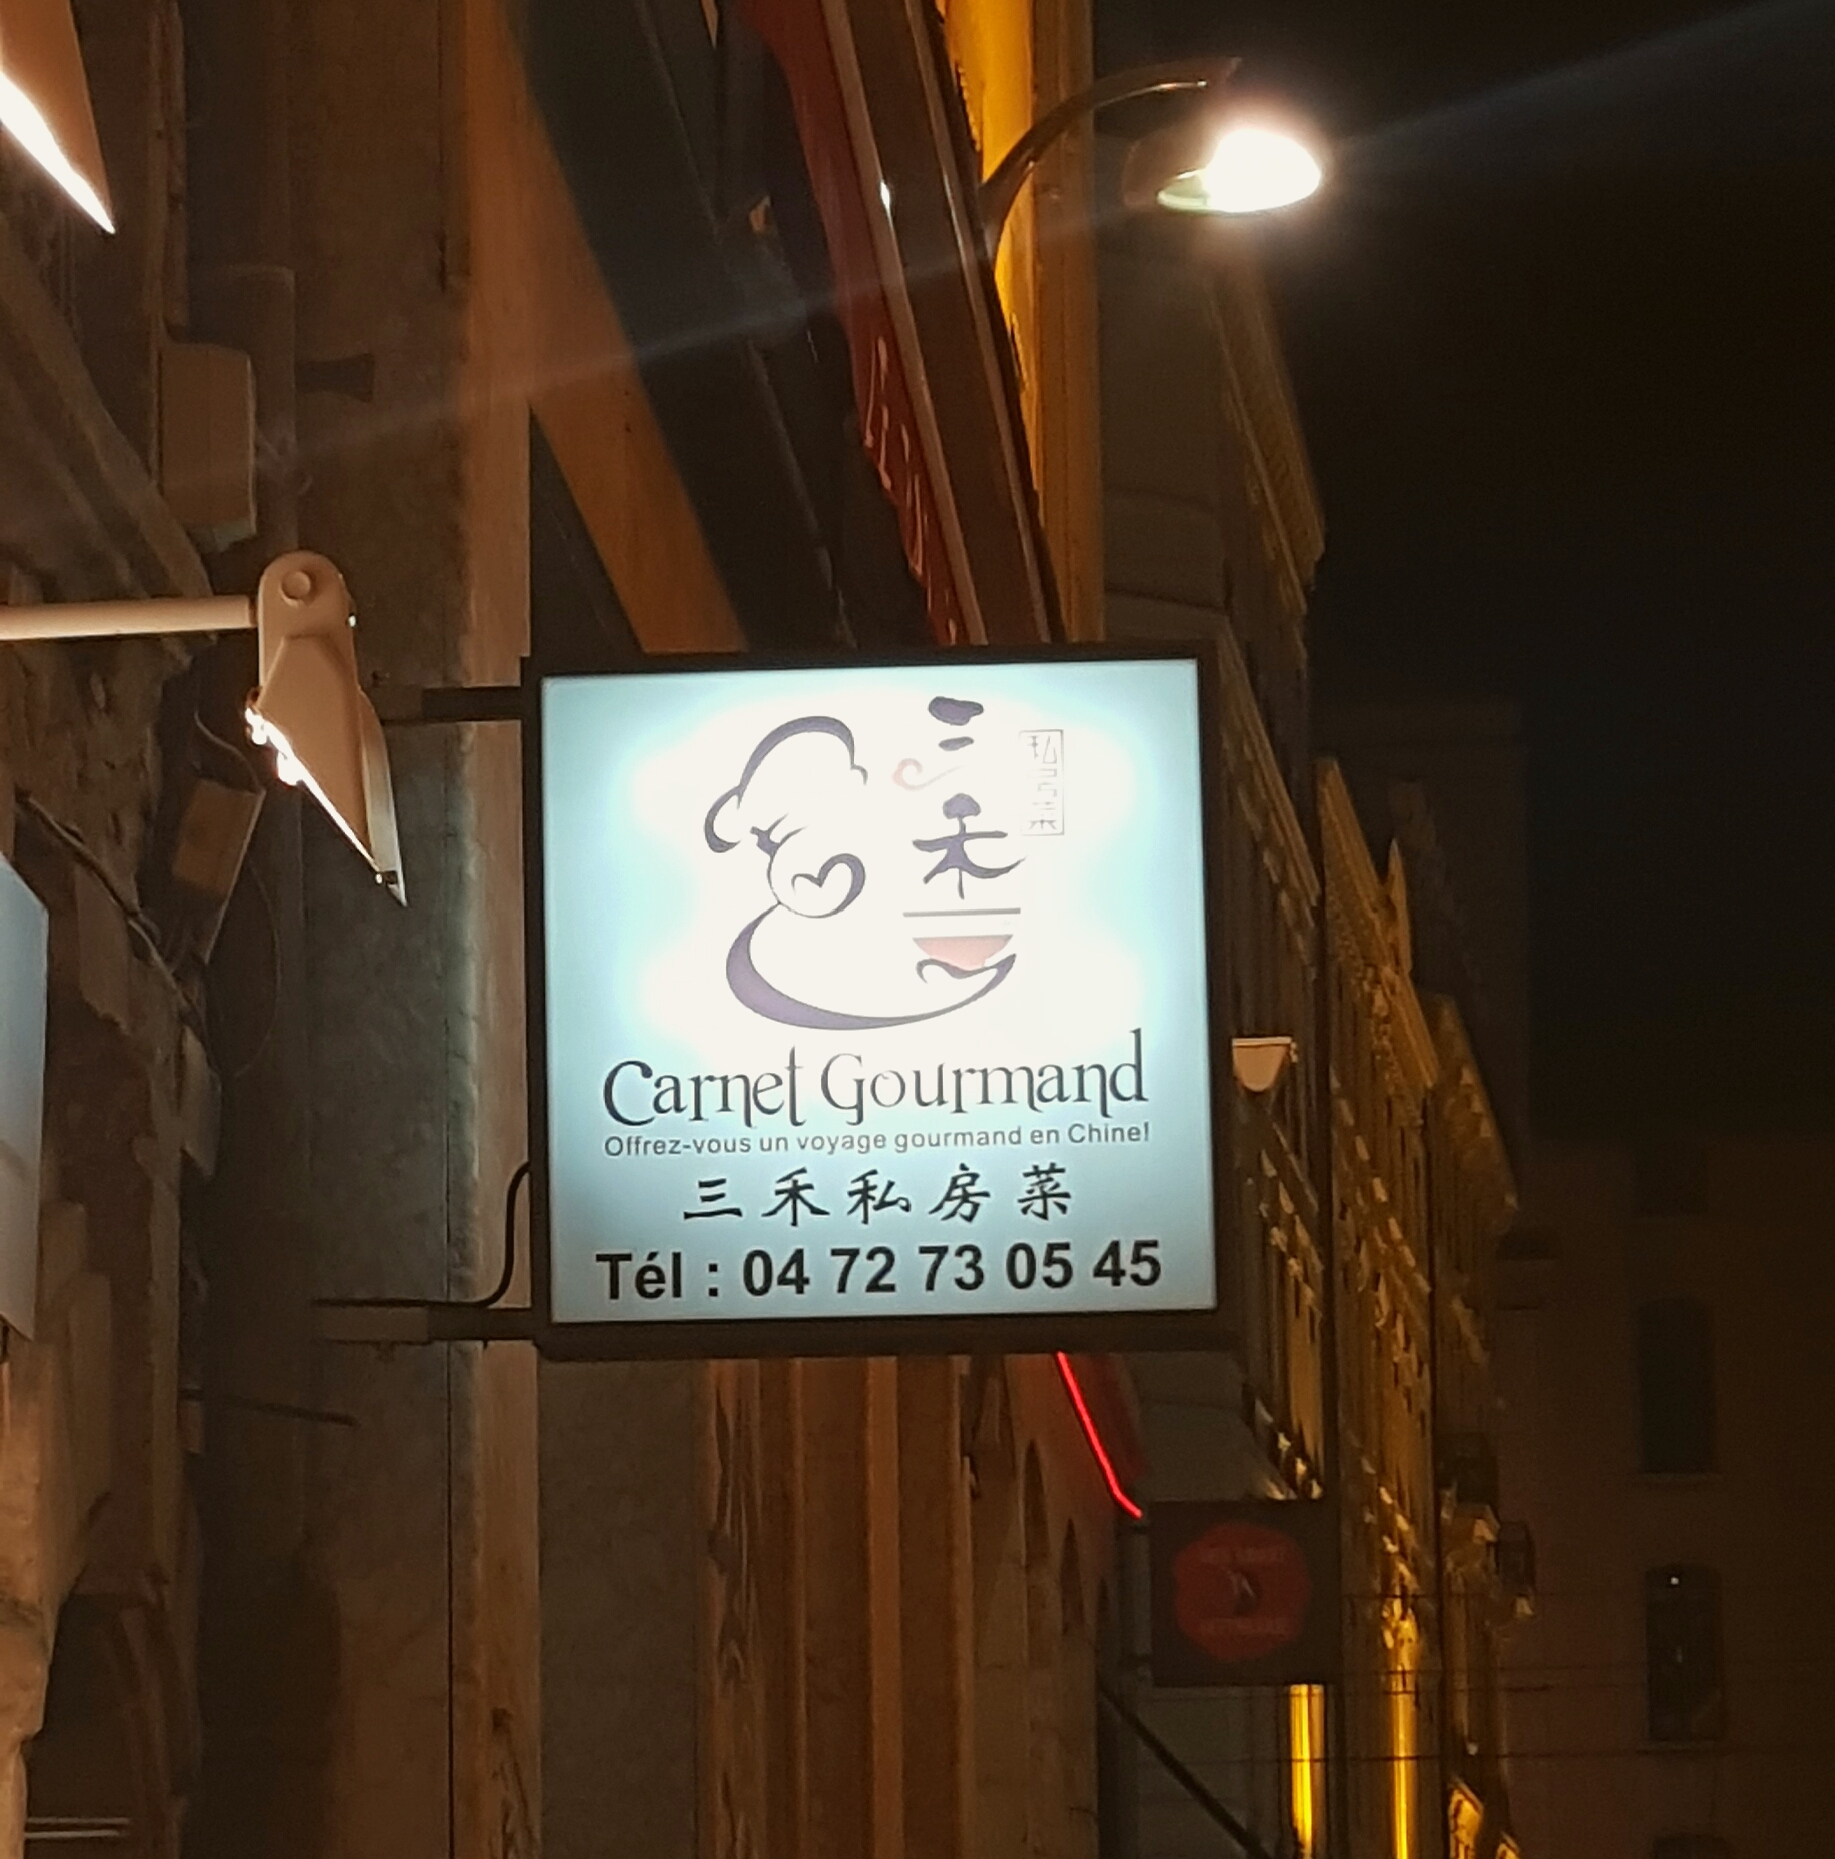 三
禾
私
房
菜
Carnet Gourmand
Offrez-vous un voyage gourmand en Chine!
三禾私房菜
Tél : 04 72 73 05 45